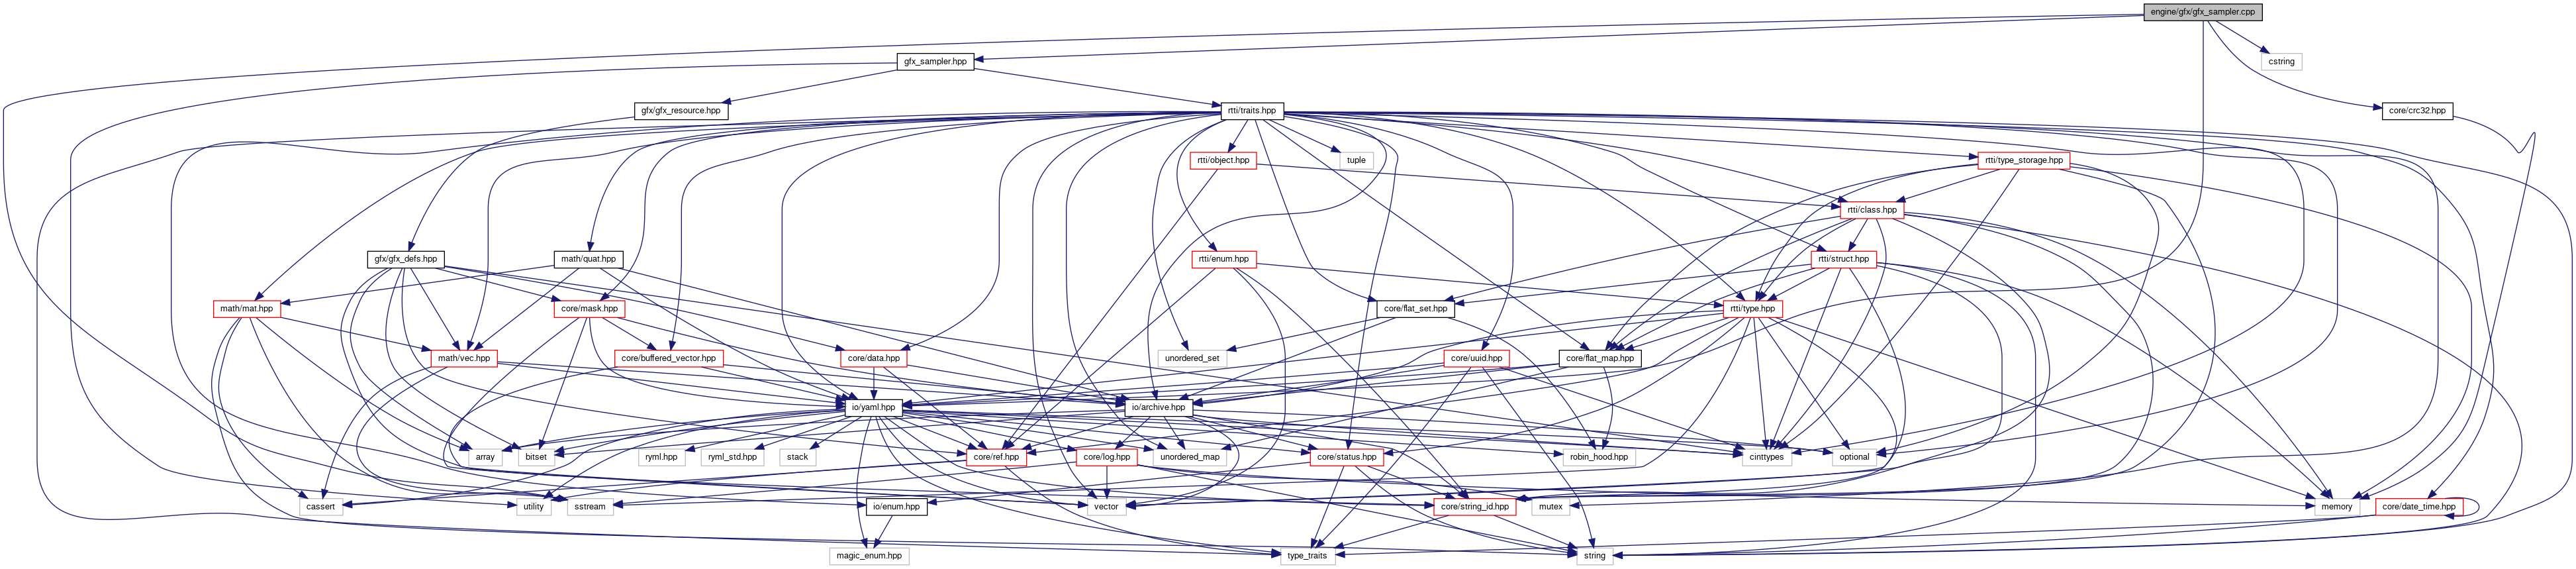 engine/gfx/gfx_sampler.cpp
gfx_sampler.hpp
cstring
gfx/gfx_resource.hpp
rtti/traits.hpp
core/crc32.hpp
rtti/object.hpp
tuple
rtti/type_storage.hpp
rtti/class.hpp
gfx/gfx_defs.hpp
math/quat.hpp
rtti/enum.hpp
rtti/struct.hpp
math/mat.hpp
core/mask.hpp
core/flat_set.hpp
rtti/type.hpp
math/vec.hpp
core/buffered_vector.hpp
core/data.hpp
unordered_set
core/uuid.hpp
core/flat_map.hpp
io/yaml.hpp
io/archive.hpp
array
bitset
ryml.hpp
ryml_std.hpp
stack
core/ref.hpp
core/log.hpp
unordered_map
core/status.hpp
robin_hood.hpp
cinttypes
optional
cassert
utility
sstream
io/enum.hpp
vector
core/string_id.hpp
mutex
memory
core/date_time.hpp
magic_enum.hpp
type_traits
string